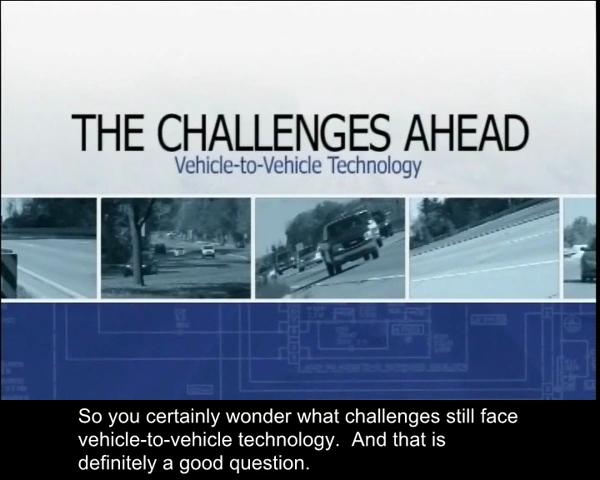 THE CHALLENGES AHEAD
Vehicle-to-Vehicle Technology
So you certainly wonder what challenges still face
vehicle-to-vehicle technology.  And that is
definitely a good question.